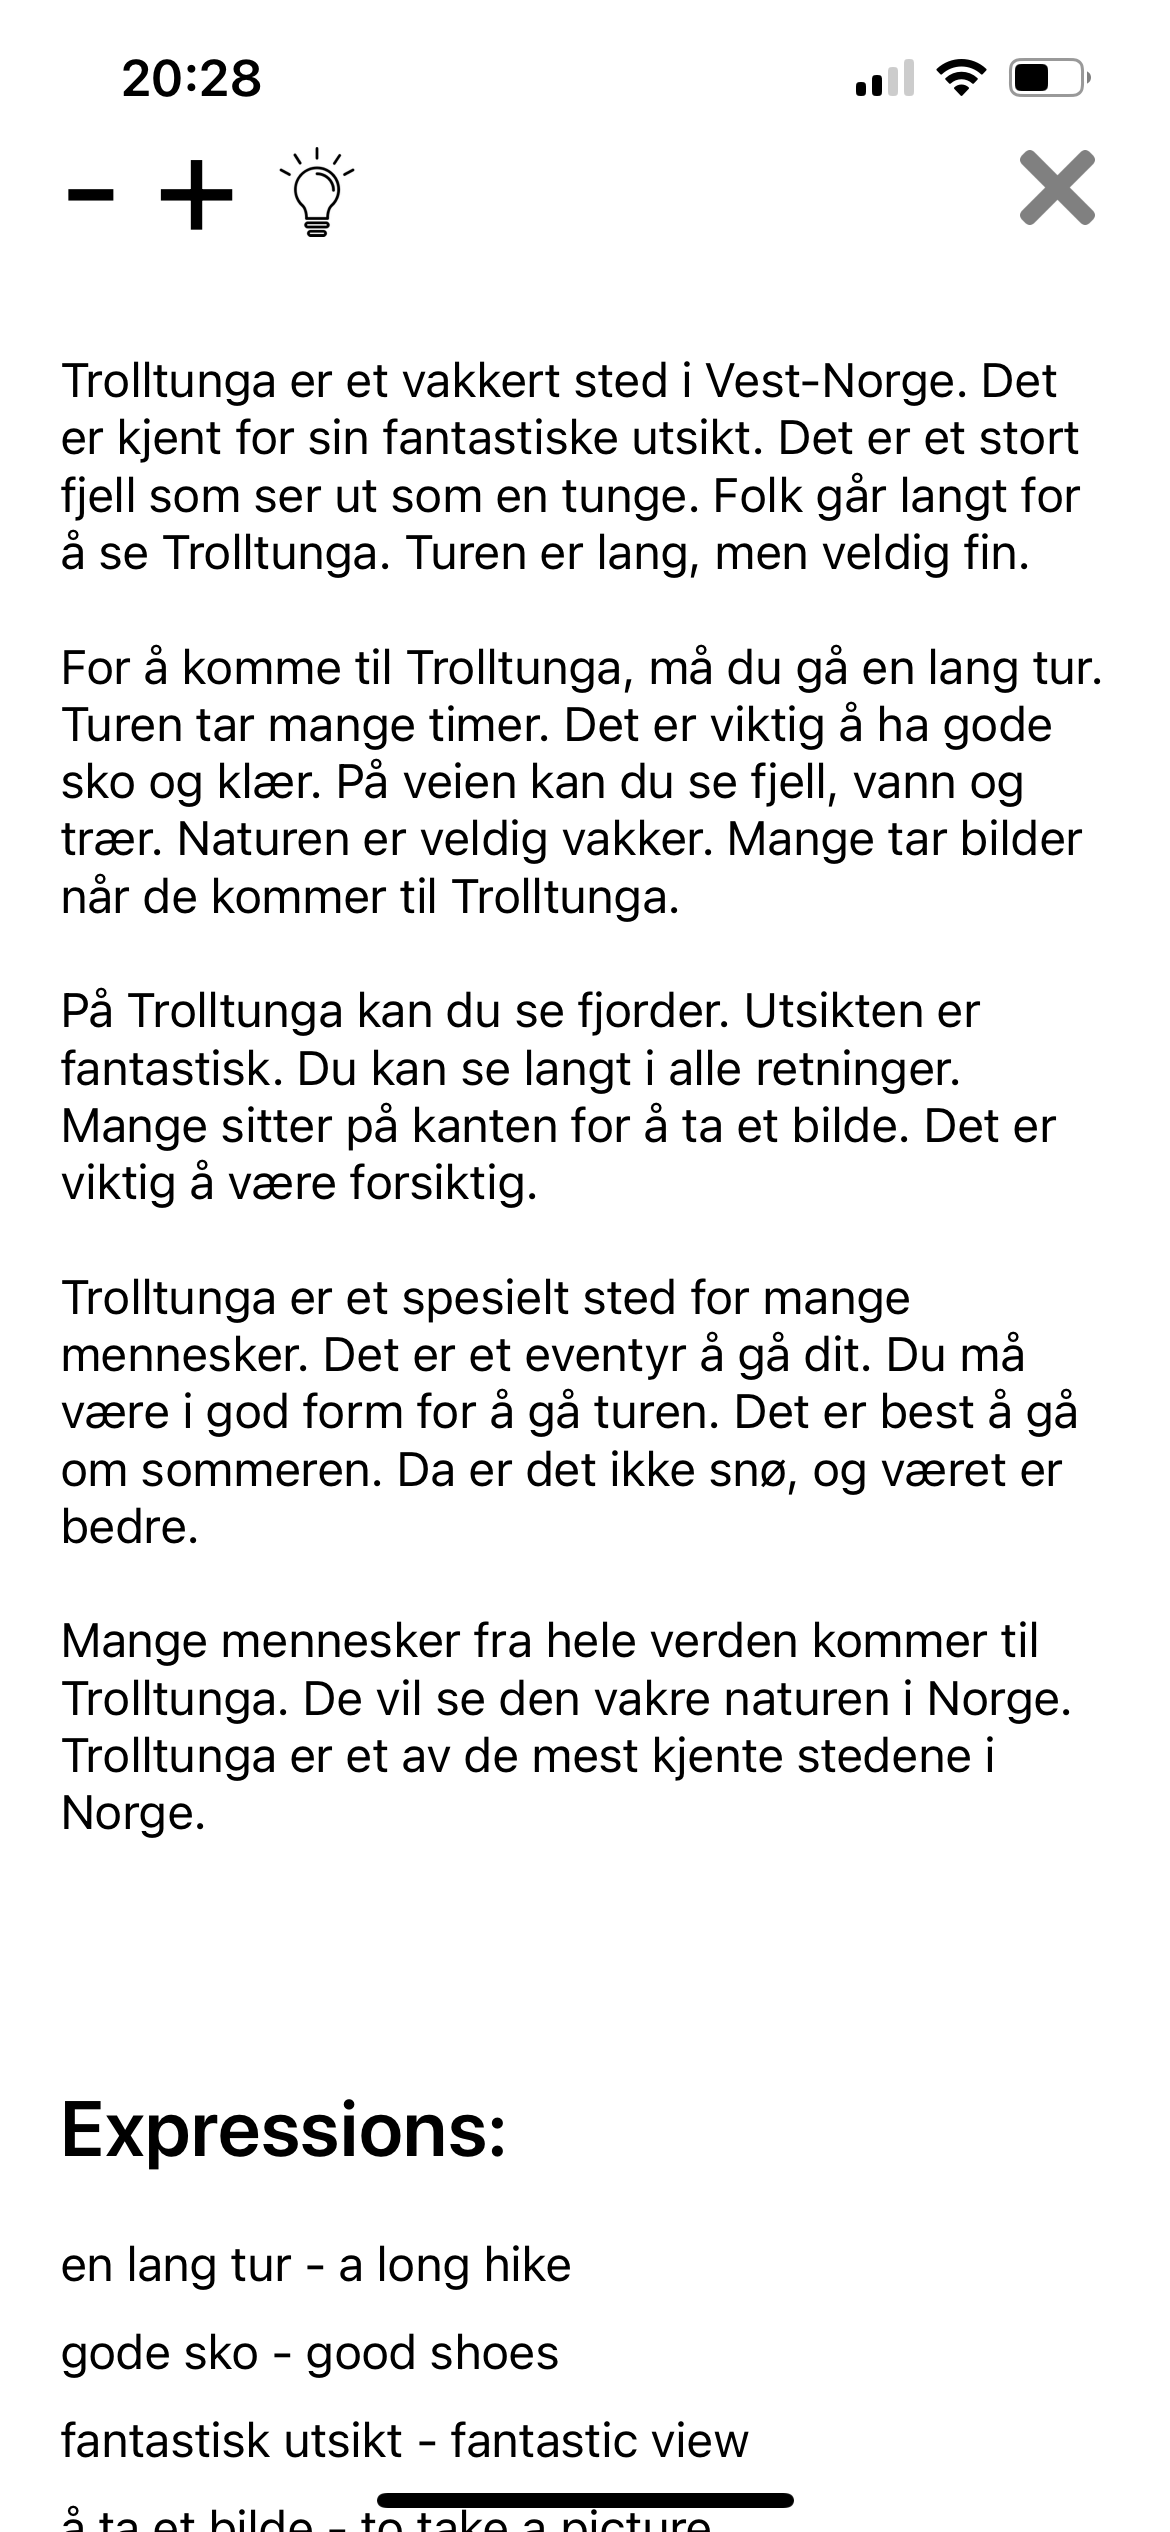 20:28
Trolltunga er et vakkert sted i Vest-Norge. Det
er kjent for sin fantastiske utsikt. Det er et stort
fjell som ser ut som en tunge. Folk går langt for
å se Trolltunga. Turen er lang, men veldig fin.
For å komme til Trolltunga, må du gå en lang tur.
Turen tar mange timer. Det er viktig å ha gode
sko og klær. På veien kan du se fjell, vann og
trær. Naturen er veldig vakker. Mange tar bilder
når de kommer til Trolltunga.
På Trolltunga kan du se fjorder. Utsikten er
fantastisk. Du kan se langt i alle retninger.
Mange sitter på kanten for å ta et bilde. Det er
viktig å være forsiktig.
Trolltunga er et spesielt sted for mange
mennesker. Det er et eventyr å gå dit. Du må
være i god form for å gå turen. Det er best å gå
om sommeren. Da er det ikke snø, og været er
bedre.
Mange mennesker fra hele verden kommer til
Trolltunga. De vil se den vakre naturen i Norge.
Trolltunga er et av de mest kjente stedene i
Norge.
Expressions:
en lang tur - a long hike
gode sko - good shoes
fantastisk utsikt - fantastic view
å ta et bilde - to take a picture